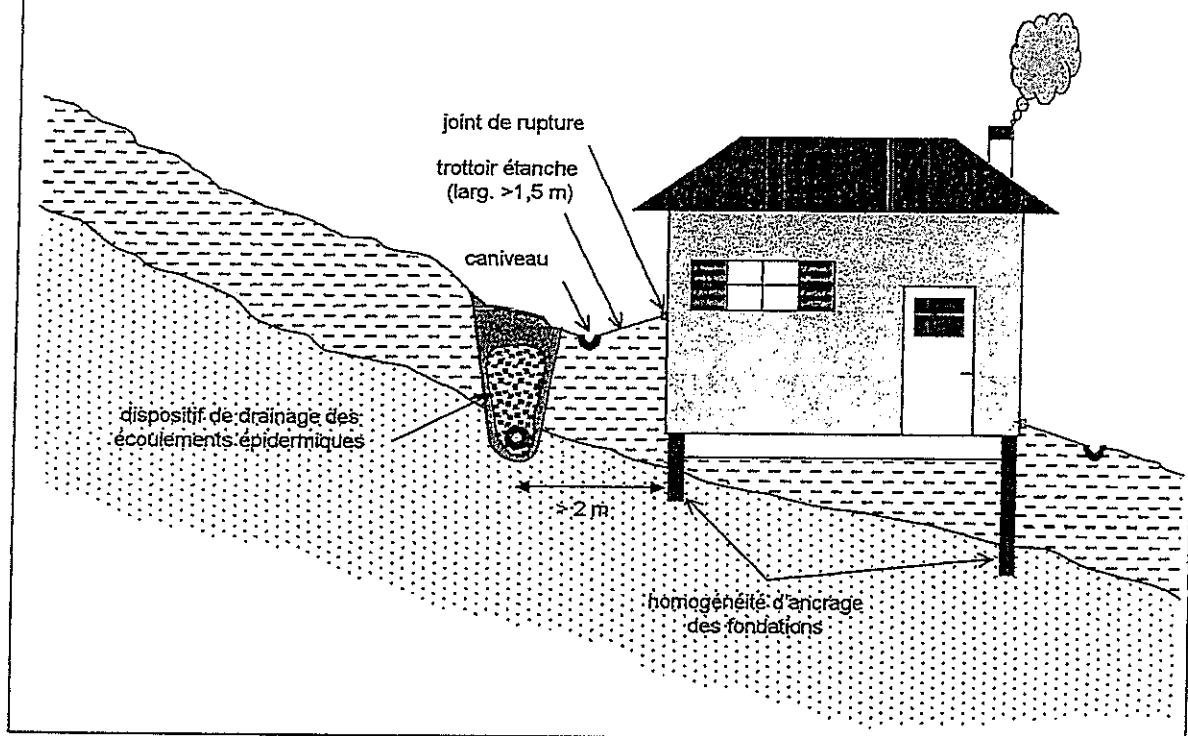 joint de rupture
trottoir étanche
(larg. >1,5 m)
caniveau
dispositif de drainage des
écoulements épidermiques
> 2 m
homogénéité d'ancrage
des fondations